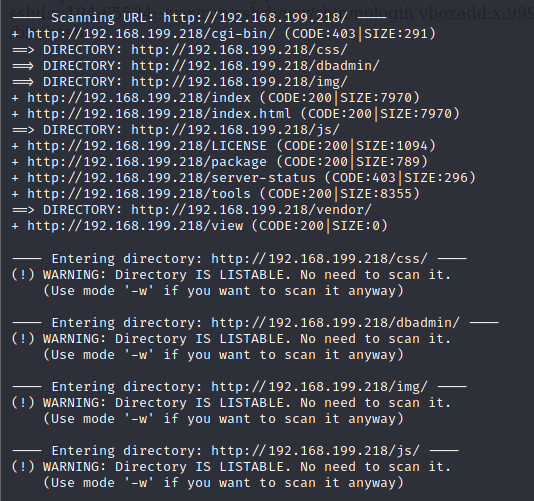 ―― Scanning URL: http://192.168.199.218/ ――
+ http://192.168.199.218/cgi-bin/ (CODE:403|SIZE:291)
==> DIRECTORY: http://192.168.199.218/css/
==> DIRECTORY: http://192.168.199.218/dbadmin/
==> DIRECTORY: http://192.168.199.218/img/
+ http://192.168.199.218/index (CODE:200|SIZE:7970)
+ http://192.168.199.218/index.html (CODE:200|SIZE:7970)
==> DIRECTORY: http://192.168.199.218/js/
+ http://192.168.199.218/LICENSE (CODE:200|SIZE:1094)
+ http://192.168.199.218/package (CODE:200|SIZE:789)
+ http://192.168.199.218/server-status (CODE:403|SIZE:296)
+ http://192.168.199.218/tools (CODE:200|SIZE:8355)
==> DIRECTORY: http://192.168.199.218/vendor/
+ http://192.168.199.218/view (CODE:200|SIZE:0)
―― Entering directory: http://192.168.199.218/css/ ――
(!) WARNING: Directory IS LISTABLE. No need to scan it.
(Use mode '-w' if you want to scan it anyway)
―― Entering directory: http://192.168.199.218/dbadmin/ ――
(!) WARNING: Directory IS LISTABLE. No need to scan it.
(Use mode '-w' if you want to scan it anyway)
―― Entering directory: http://192.168.199.218/img/ ――
(!) WARNING: Directory IS LISTABLE. No need to scan it.
(Use mode '-w' if you want to scan it anyway)
―― Entering directory: http://192.168.199.218/js/ ――
(!) WARNING: Directory IS LISTABLE. No need to scan it.
(Use mode '-w' if you want to scan it anyway)